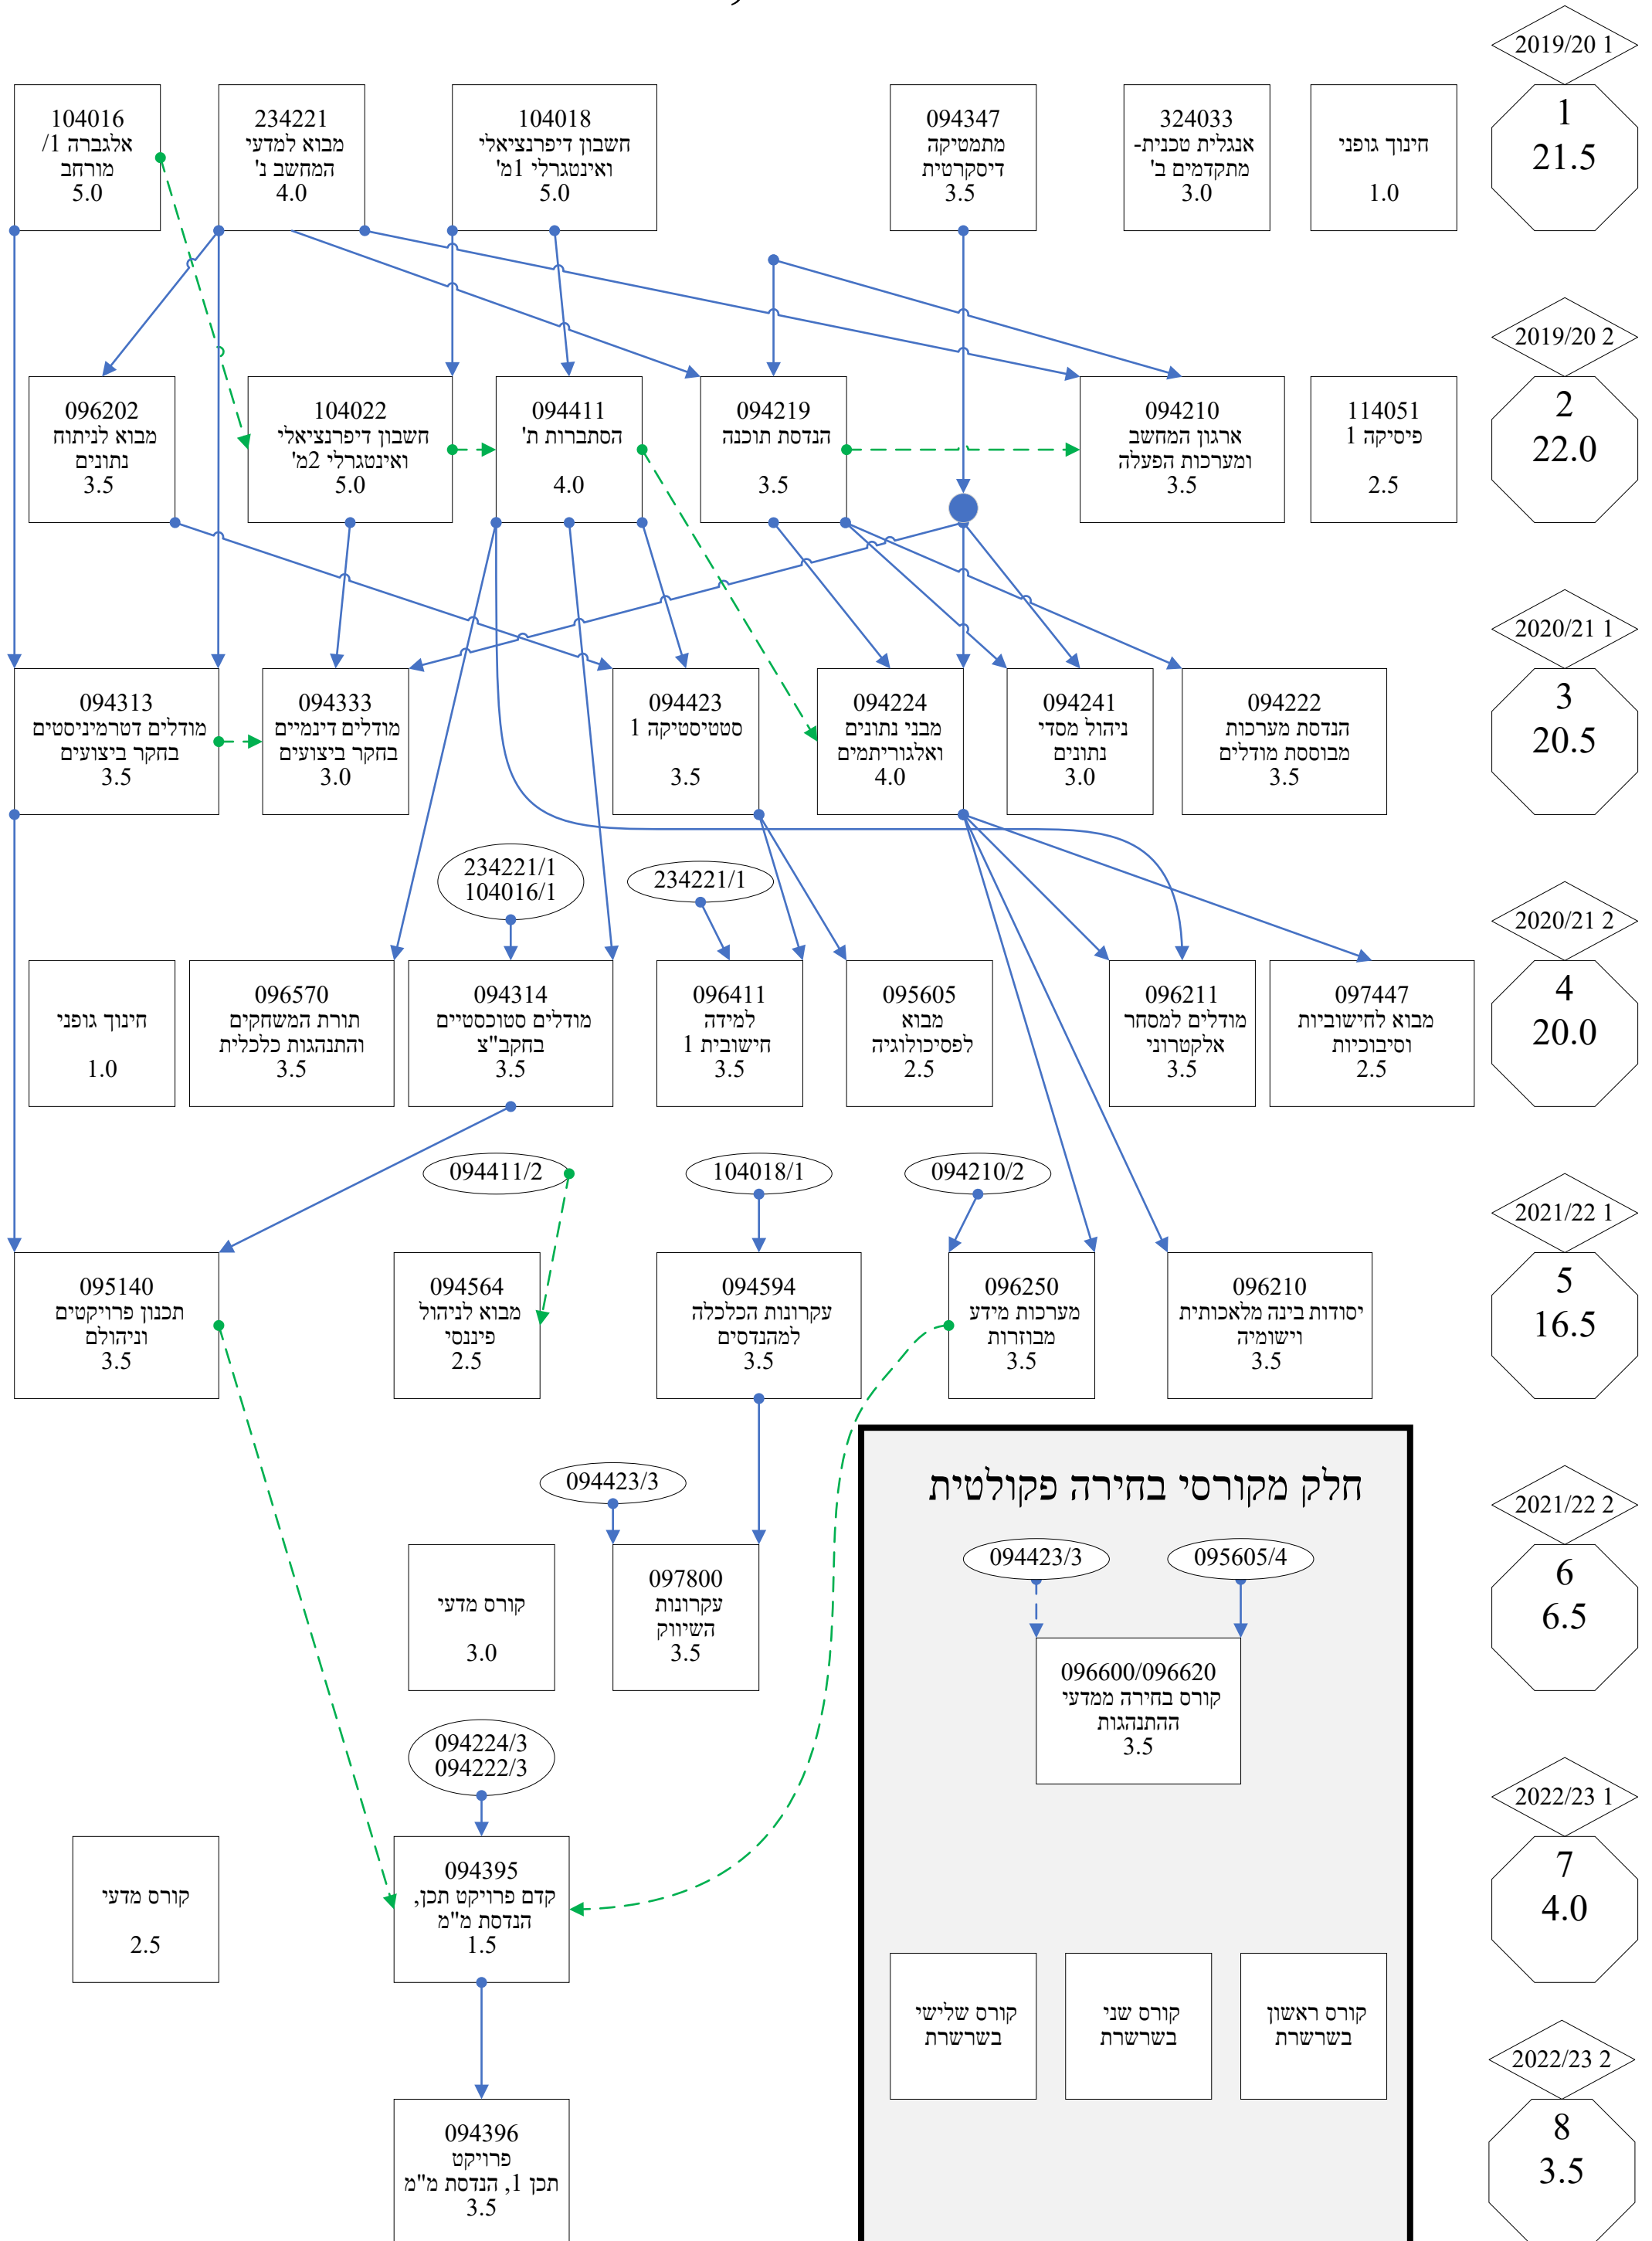 2019/20 1
1
21.5
חינוך גופני
1.0
324033
אנגלית טכנית-
מתקדמים ב'
3.0
094347
מתמטיקה
דיסקרטית
3.5
104018
חשבון דיפרנציאלי
ואינטגרלי 1מ'
5.0
234221
מבוא למדעי
המחשב נ'
4.0
104016
אלגברה 1/
מורחב
5.0
2019/20 2
2
22.0
114051
פיסיקה 1
2.5
094210
ארגון המחשב
ומערכות הפעלה
3.5
094219
הנדסת תוכנה
3.5
094411
הסתברות ת'
4.0
104022
חשבון דיפרנציאלי
ואינטגרלי 2מ'
5.0
096202
מבוא לניתוח
נתונים
3.5
2020/21 1
3
20.5
094222
הנדסת מערכות
מבוססת מודלים
3.5
094241
ניהול מסדי
נתונים
3.0
094224
מבני נתונים
ואלגוריתמים
4.0
094423
סטטיסטיקה 1
3.5
094333
מודלים דינמיים
בחקר ביצועים
3.0
094313
מודלים דטרמיניסטים
בחקר ביצועים
3.5
234221/1
234221/1
104016/1
2020/21 2
4
20.0
097447
מבוא לחישוביות
וסיבוכיות
2.5
096211
מודלים למסחר
אלקטרוני
3.5
095605
מבוא
לפסיכולוגיה
2.5
096411
למידה
חישובית 1
3.5
094314
מודלים סטוכסטיים
בחקב"צ
3.5
096570
תורת המשחקים
והתנהגות כלכלית
3.5
חינוך גופני
1.0
094210/2
104018/1
094411/2
2021/22 1
5
16.5
096210
יסודות בינה מלאכותית
וישומיה
3.5
096250
מערכות מידע
מבוזרות
3.5
094594
עקרונות הכלכלה
למהנדסים
3.5
094564
מבוא לניהול
פיננסי
2.5
095140
תכנון פרויקטים
וניהולם
3.5
2021/22 2
6
6.5
094423/3
097800
עקרונות
השיווק
3.5
קורס מדעי
3.0
חלק מקורסי בחירה פקולטית
095605/4
094423/3
096600/096620
קורס בחירה ממדעי
ההתנהגות
3.5
קורס ראשון
בשרשרת
קורס שני
בשרשרת
קורס שלישי
בשרשרת
2022/23 1
7
4.0
094224/3
094222/3
094395
קדם פרויקט תכן,
הנדסת מ"מ
1.5
קורס מדעי
2.5
2022/23 2
8
3.5
094396
פרויקט
תכן 1, הנדסת מ"מ
3.5